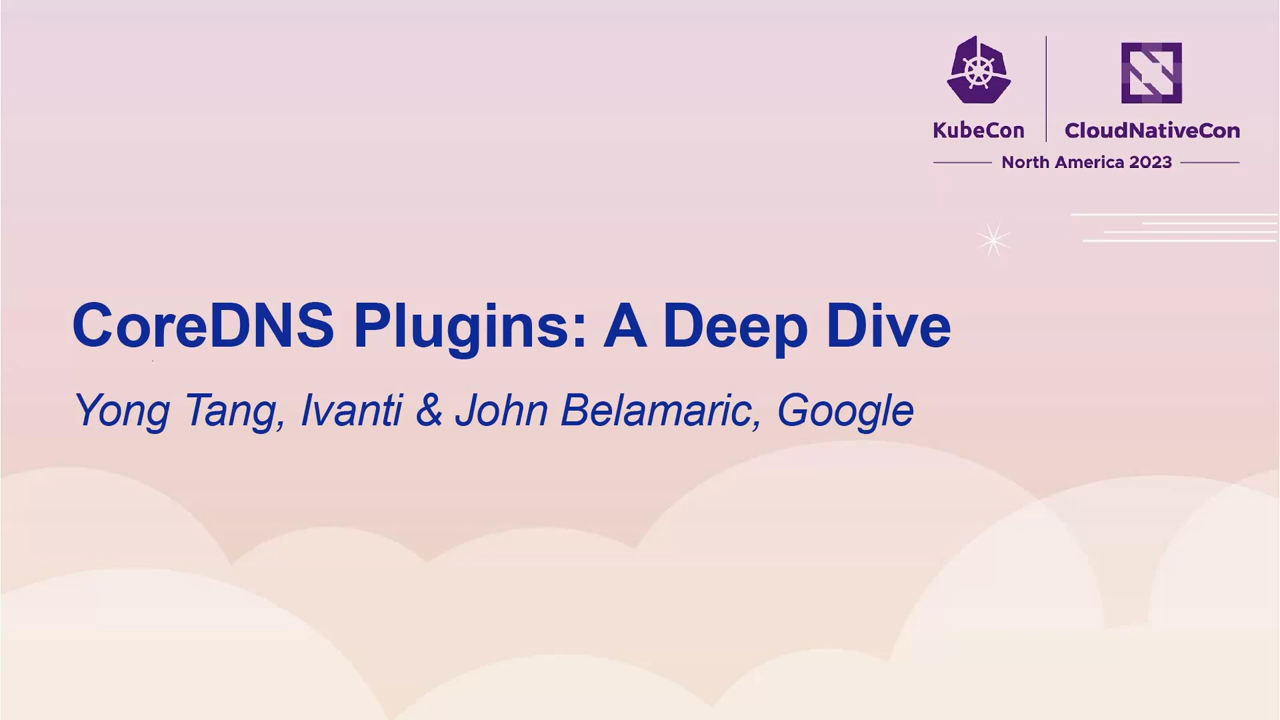 KubeCon
CloudNativeCon
North America 2023
CoreDNS Plugins: A Deep Dive
Yong Tang, Ivanti & John Belamaric, Google